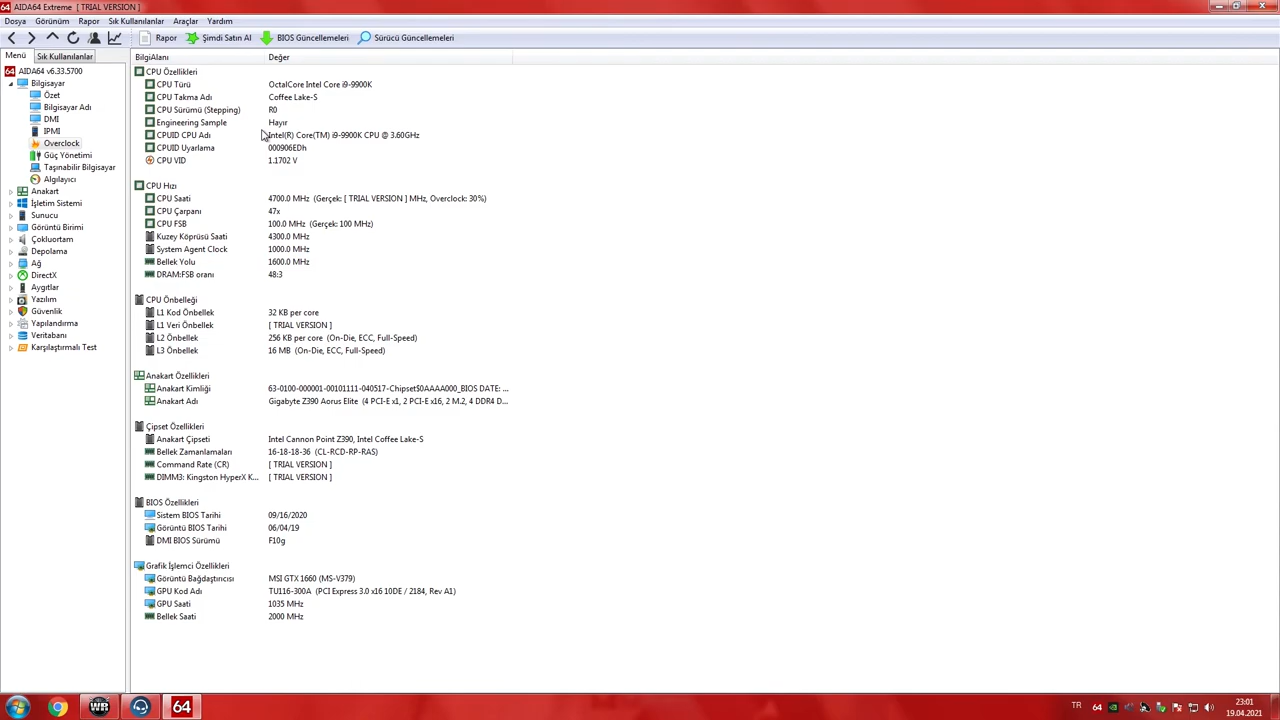 AIDA64 Extreme [ TRIAL VERSION ]
Dosya Görünüm Rapor Sık Kullanılanlar Araçlar Yardım
Rapor Şimdi Satın Al BIOS Güncellemeleri Sürücü Güncellemeleri
Menü Sık Kullanılanlar
AIDA64 v6.33.5700
Bilgisayar
Özet
Bilgisayar Adı
DMI
IPMI
Overclock
Güç Yönetimi
Taşınabilir Bilgisayar
Algılayıcı
Anakart
İşletim Sistemi
Sunucu
Görüntü Birimi
Çokluortam
Depolama
Ağ
DirectX
Aygıtlar
Yazılım
Güvenlik
Yapılandırma
Veritabanı
Karşılaştırmalı Test
BilgiAlanı Değer
CPU Özellikleri
CPU Türü OctalCore Intel Core i9-9900K
CPU Takma Adı Coffee Lake-S
CPU Sürümü (Stepping) R0
Engineering Sample Hayır
CPUID CPU Adı Intel(R) Core(TM) i9-9900K CPU @ 3.60GHz
CPUID Uyarlama 000906EDh
CPU VID 1.1702 V
CPU Hızı
CPU Saati 4700.0 MHz (Gerçek: [ TRIAL VERSION ] MHz, Overclock: 30%)
CPU Çarpanı 47x
CPU FSB 100.0 MHz (Gerçek: 100 MHz)
Kuzey Köprüsü Saati 4300.0 MHz
System Agent Clock 1000.0 MHz
Bellek Yolu 1600.0 MHz
DRAM:FSB oranı 48:3
CPU Önbelleği
L1 Kod Önbellek 32 KB per core
L1 Veri Önbellek [ TRIAL VERSION ]
L2 Önbellek 256 KB per core (On-Die, ECC, Full-Speed)
L3 Önbellek 16 MB (On-Die, ECC, Full-Speed)
Anakart Özellikleri
Anakart Kimliği 63-0100-000001-00101111-040517-Chipset$0AAAA000_BIOS DATE: ...
Anakart Adı Gigabyte Z390 Aorus Elite (4 PCI-E x1, 2 PCI-E x16, 2 M.2, 4 DDR4 D...
Çipset Özellikleri
Anakart Çipseti Intel Cannon Point Z390, Intel Coffee Lake-S
Bellek Zamanlamaları 16-18-18-36 (CL-RCD-RP-RAS)
Command Rate (CR) [ TRIAL VERSION ]
DIMM3: Kingston HyperX K... [ TRIAL VERSION ]
BIOS Özellikleri
Sistem BIOS Tarihi 09/16/2020
Görüntü BIOS Tarihi 06/04/19
DMI BIOS Sürümü F10g
Grafik İşlemci Özellikleri
Görüntü Bağdaştırıcısı MSI GTX 1660 (MS-V379)
GPU Kod Adı TU116-300A (PCI Express 3.0 x16 10DE / 2184, Rev A1)
GPU Saati 1035 MHz
Bellek Saati 2000 MHz
64
TR 64 23:01
19.04.2021